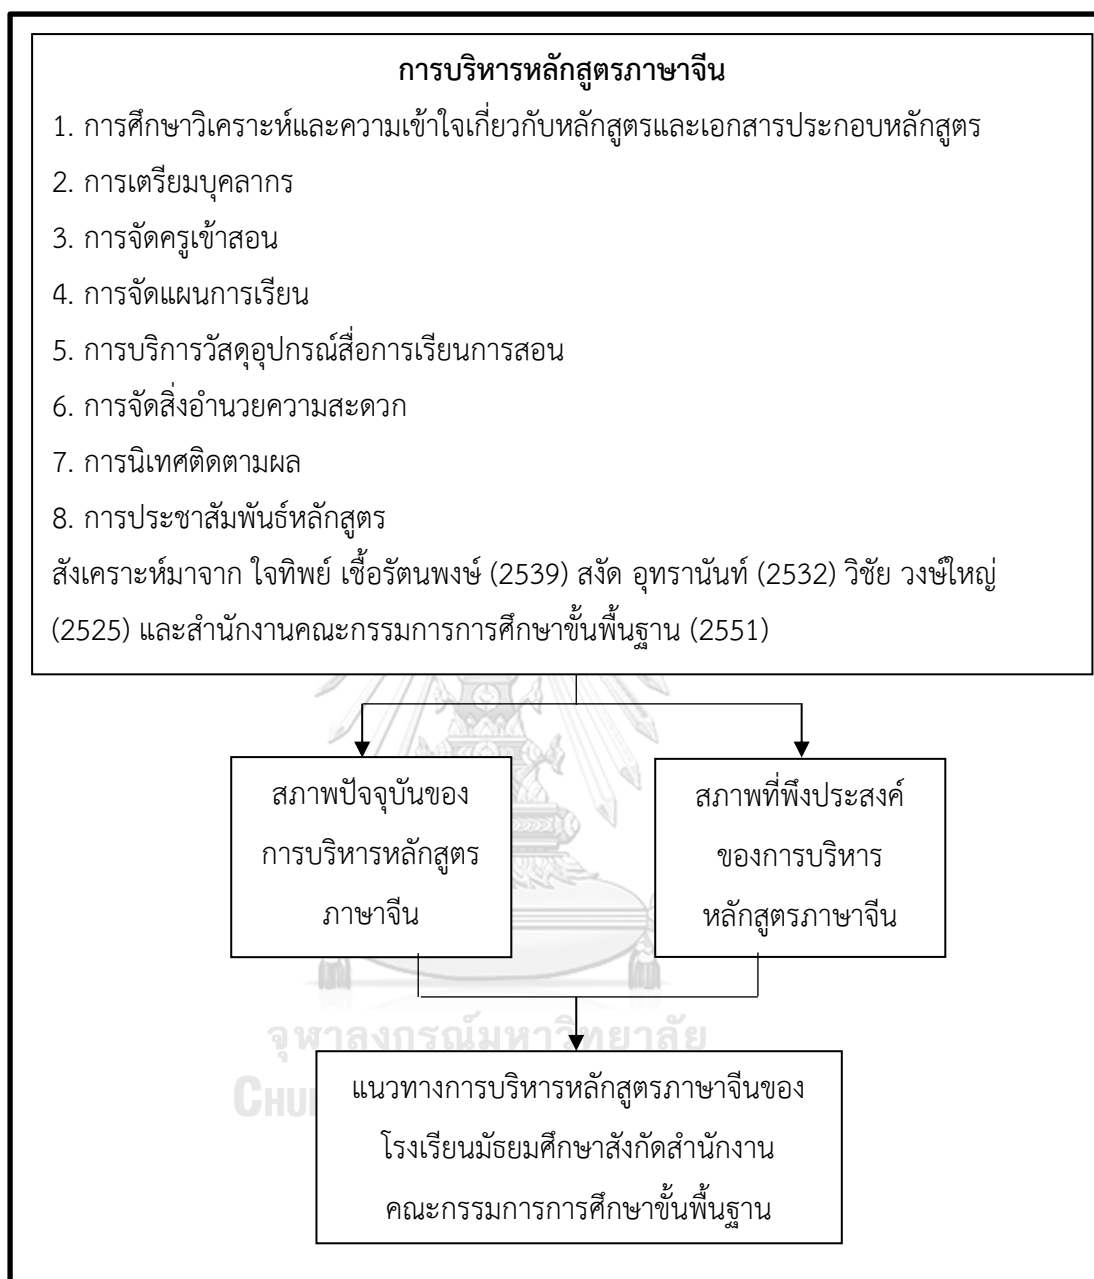 การบริหารหลักสูตรภาษาจีน
1. การศึกษาวิเคราะห์และความเข้าใจเกี่ยวกับหลักสูตรและเอกสารประกอบหลักสูตร
2. การเตรียมบุคลากร
3. การจัดครูเข้าสอน
4. การจัดแผนการเรียน
5. การบริการวัสดุอุปกรณ์สื่อการเรียนการสอน
6. การจัดสิ่งอำนวยความสะดวก
7. การนิเทศติดตามผล
8. การประชาสัมพันธ์หลักสูตร
สังเคราะห์มาจาก ใจทิพย์ เชื้อรัตนพงษ์ (2539) สงัด อุทรานันท์ (2532) วิชัย วงษ์ใหญ่
(2525) และสำนักงานคณะกรรมการการศึกษาขั้นพื้นฐาน (2551)
สภาพปัจจุบันของ
การบริหารหลักสูตร
ภาษาจีน
สภาพที่พึงประสงค์
ของการบริหาร
หลักสูตรภาษาจีน
จุฬาลงกรณ์มหาวิทยาลัย
แนวทางการบริหารหลักสูตรภาษาจีนของ
โรงเรียนมัธยมศึกษาสังกัดสำนักงาน
คณะกรรมการการศึกษาขั้นพื้นฐาน